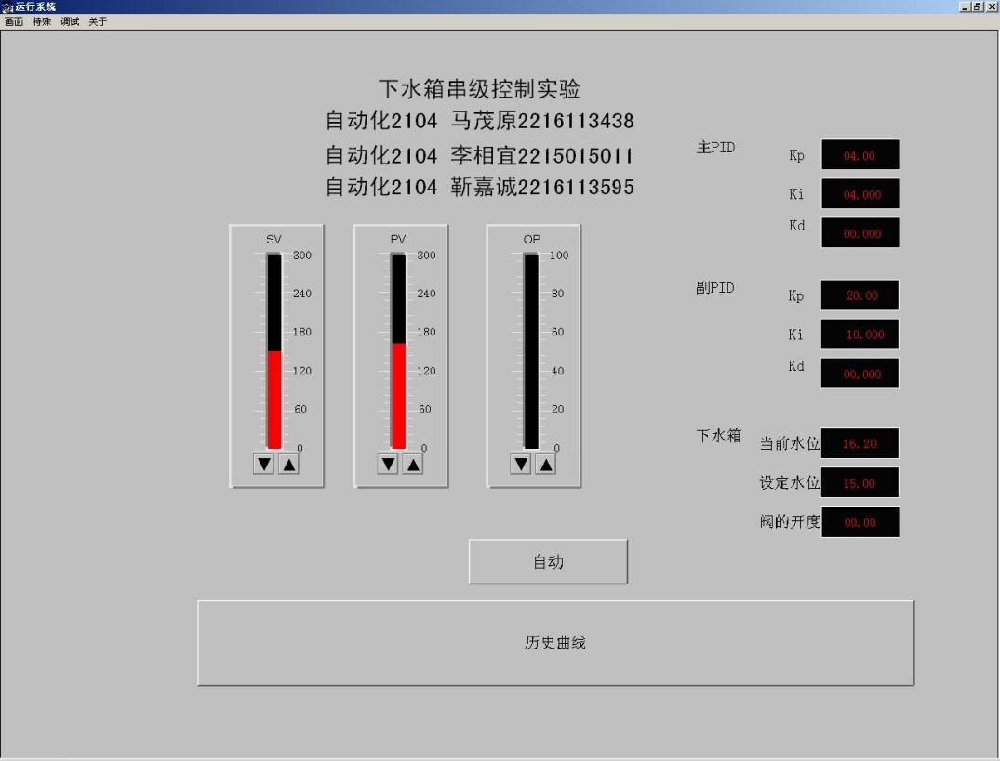 运行系统
画面 特殊 调试 关于
下水箱串级控制实验
自动化2104 马茂原2216113438
自动化2104 李相宜2215015011
自动化2104 靳嘉诚2216113595
SV
300
240
180
120
60
0
PV
300
240
180
120
60
0
OP
100
80
60
40
20
0
主PID
Kp 04.00
Ki 04.000
Kd 00.000
副PID
Kp 20.00
Ki 10.000
Kd 00.000
下水箱
当前水位 16.20
设定水位 15.00
阀的开度 00.00
自动
历史曲线